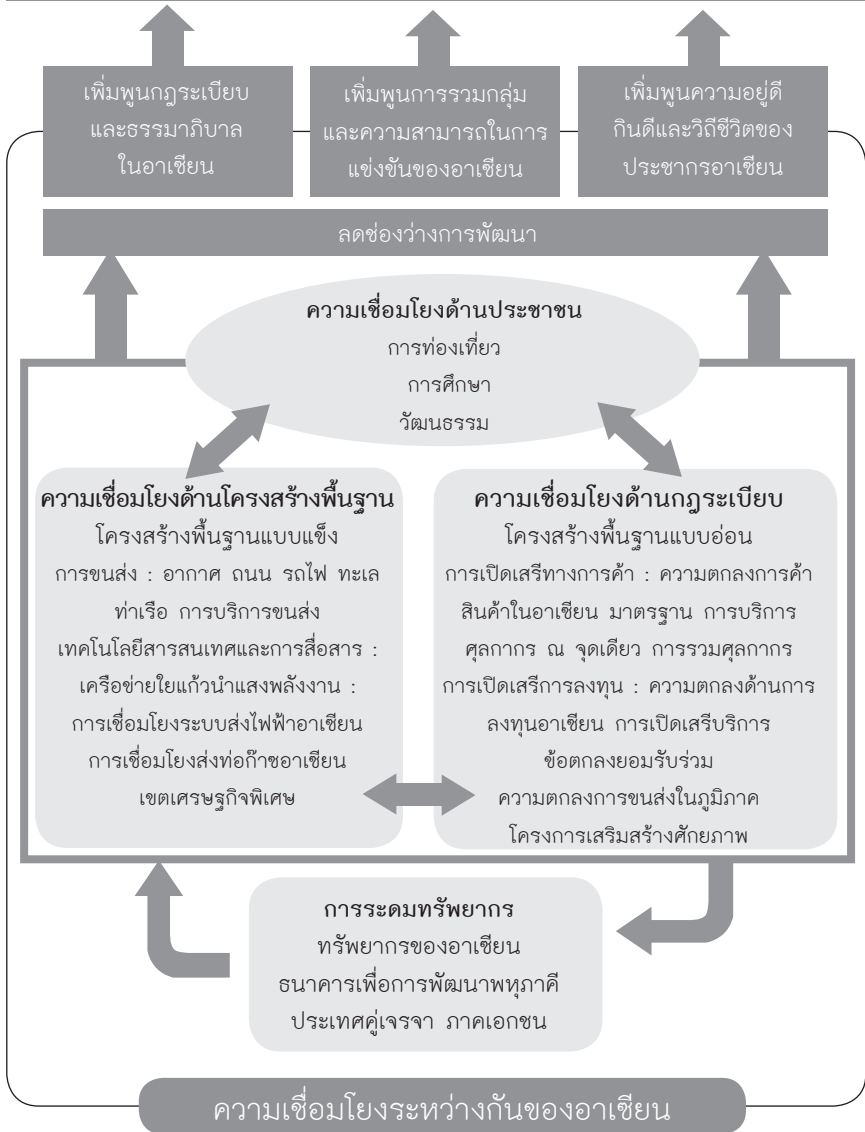 เพิ่มพูนกฎระเบียบ
และธรรมาภิบาล
ในอาเซียน
เพิ่มพูนการรวมกลุ่ม
และความสามารถในการ
แข่งขันของอาเซียน
เพิ่มพูนความอยู่ดี
กินดีและวิถีชีวิตของ
ประชากรอาเซียน
ลดช่องว่างการพัฒนา
ความเชื่อมโยงด้านประชาชน
การท่องเที่ยว
การศึกษา
วัฒนธรรม
ความเชื่อมโยงด้านโครงสร้างพื้นฐาน
โครงสร้างพื้นฐานแบบแข็ง
การขนส่ง : อากาศ ถนน รถไฟ ทะเล
ท่าเรือ การบริการขนส่ง
เทคโนโลยีสารสนเทศและการสื่อสาร :
เครือข่ายใยแก้วนำแสงพลังงาน :
การเชื่อมโยงระบบส่งไฟฟ้าอาเซียน
การเชื่อมโยงส่งท่อก๊าซอาเซียน
เขตเศรษฐกิจพิเศษ
ความเชื่อมโยงด้านกฎระเบียบ
โครงสร้างพื้นฐานแบบอ่อน
การเปิดเสรีทางการค้า : ความตกลงการค้า
สินค้าในอาเซียน มาตรฐาน การบริการ
ศุลกากร ณ จุดเดียว การรวมศุลกากร
การเปิดเสรีการลงทุน : ความตกลงด้านการ
ลงทุนอาเซียน การเปิดเสรีบริการ
ข้อตกลงยอมรับร่วม
ความตกลงการขนส่งในภูมิภาค
โครงการเสริมสร้างศักยภาพ
การระดมทรัพยากร
ทรัพยากรของอาเซียน
ธนาคารเพื่อการพัฒนาพหุภาคี
ประเทศคู่เจรจา ภาคเอกชน
ความเชื่อมโยงระหว่างกันของอาเซียน